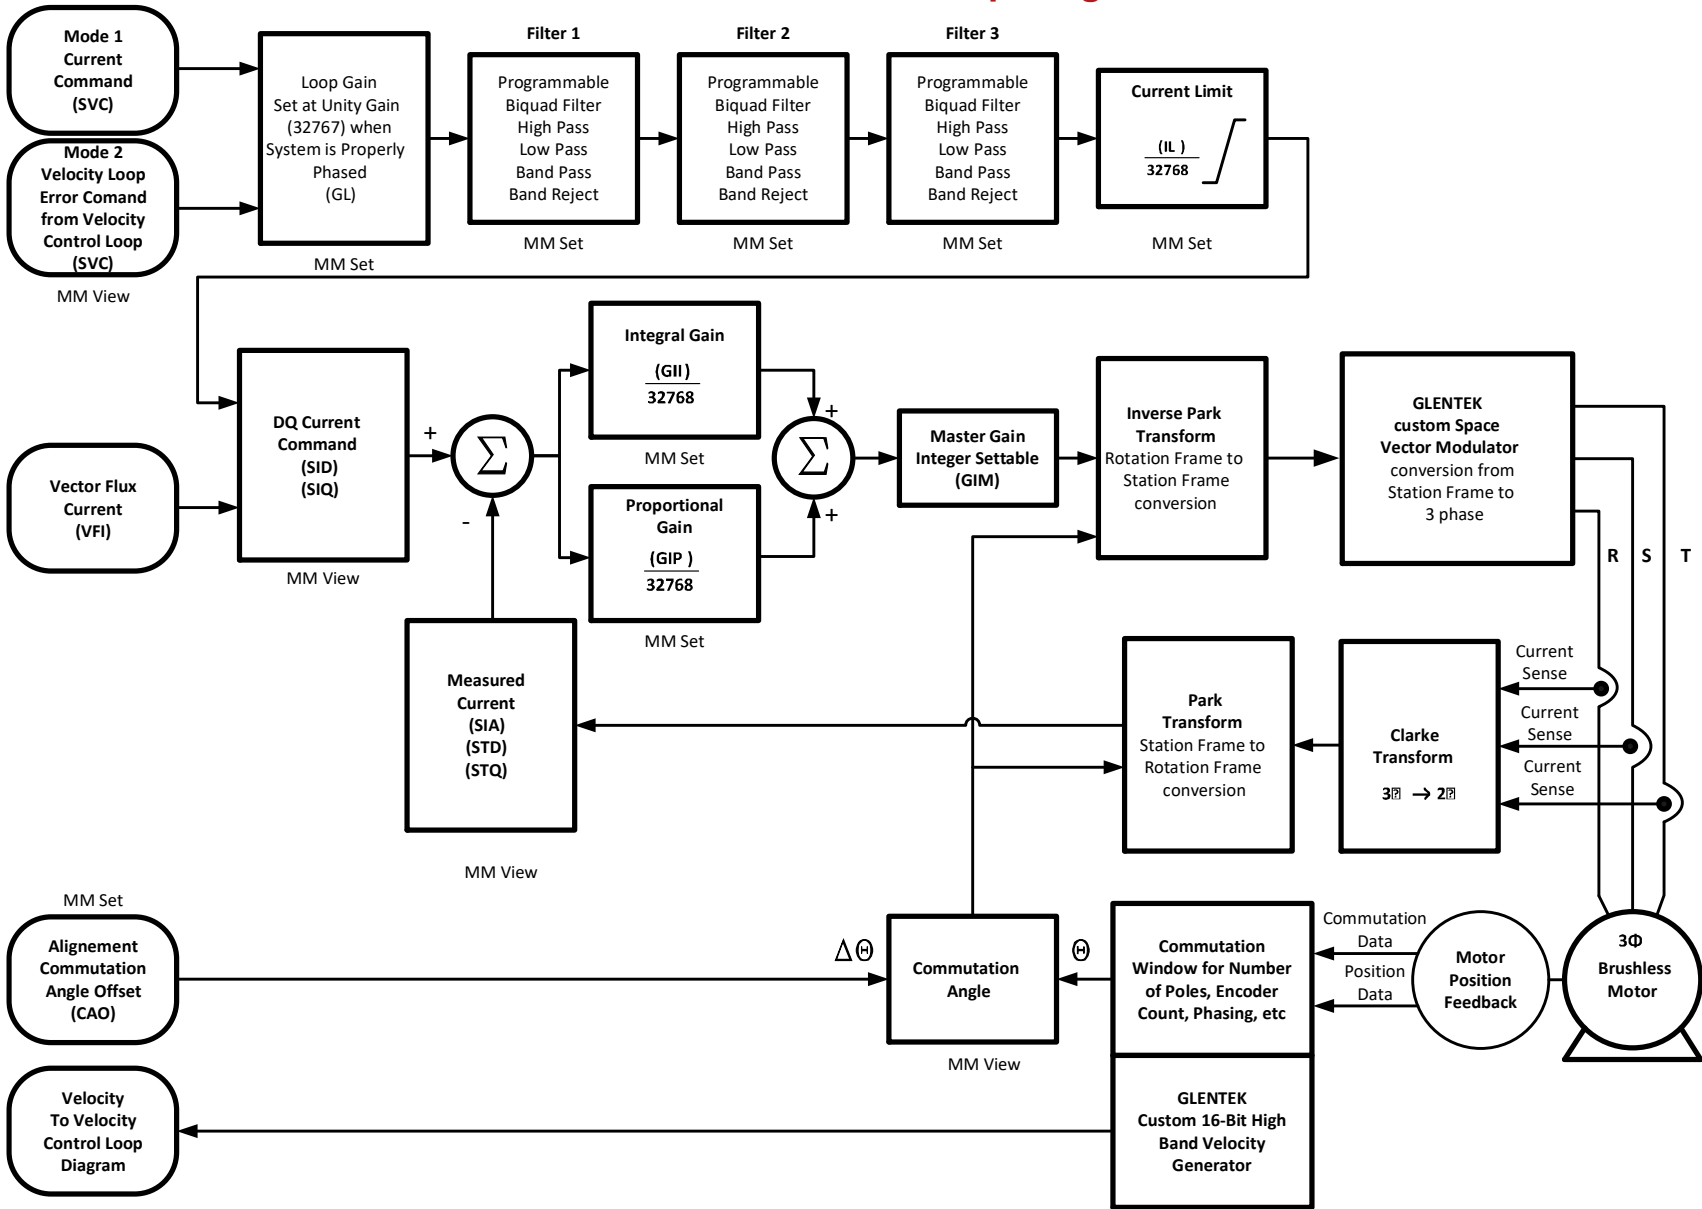 Mode 1
Current
Command
(SVC)
Mode 2
Velocity Loop
Error Comand
from Velocity
Control Loop
(SVC)
MM View
Loop Gain
Set at Unity Gain
(32767) when
System is Properly
Phased
(GL)
MM Set
Filter 1
Programmable
Biquad Filter
High Pass
Low Pass
Band Pass
Band Reject
MM Set
Filter 2
Programmable
Biquad Filter
High Pass
Low Pass
Band Pass
Band Reject
MM Set
Filter 3
Programmable
Biquad Filter
High Pass
Low Pass
Band Pass
Band Reject
MM Set
Current Limit
(IL )
32768
MM Set
Vector Flux
Current
(VFI)
DQ Current
Command
(SID)
(SIQ)
MM View
+
-
Σ
Integral Gain
(GII)
32768
MM Set
Proportional
Gain
(GIP )
32768
MM Set
+
Σ
+
Master Gain
Integer Settable
(GIM)
Inverse Park
Transform
Rotation Frame to
Station Frame
conversion
GLENTEK
custom Space
Vector Modulator
conversion from
Station Frame to
3 phase
R S T
Measured
Current
(SIA)
(STD)
(STQ)
MM View
Park
Transform
Station Frame to
Rotation Frame
conversion
Clarke
Transform
3 → 2
Current
Sense
Current
Sense
Current
Sense
MM Set
Alignement
Commutation
Angle Offset
(CAO)
ΔΘ
Commutation
Angle
MM View
Θ
Commutation
Window for Number
of Poles, Encoder
Count, Phasing, etc
Commutation
Data
Position
Data
Motor
Position
Feedback
3Φ
Brushless
Motor
Velocity
To Velocity
Control Loop
Diagram
GLENTEK
Custom 16-Bit High
Band Velocity
Generator